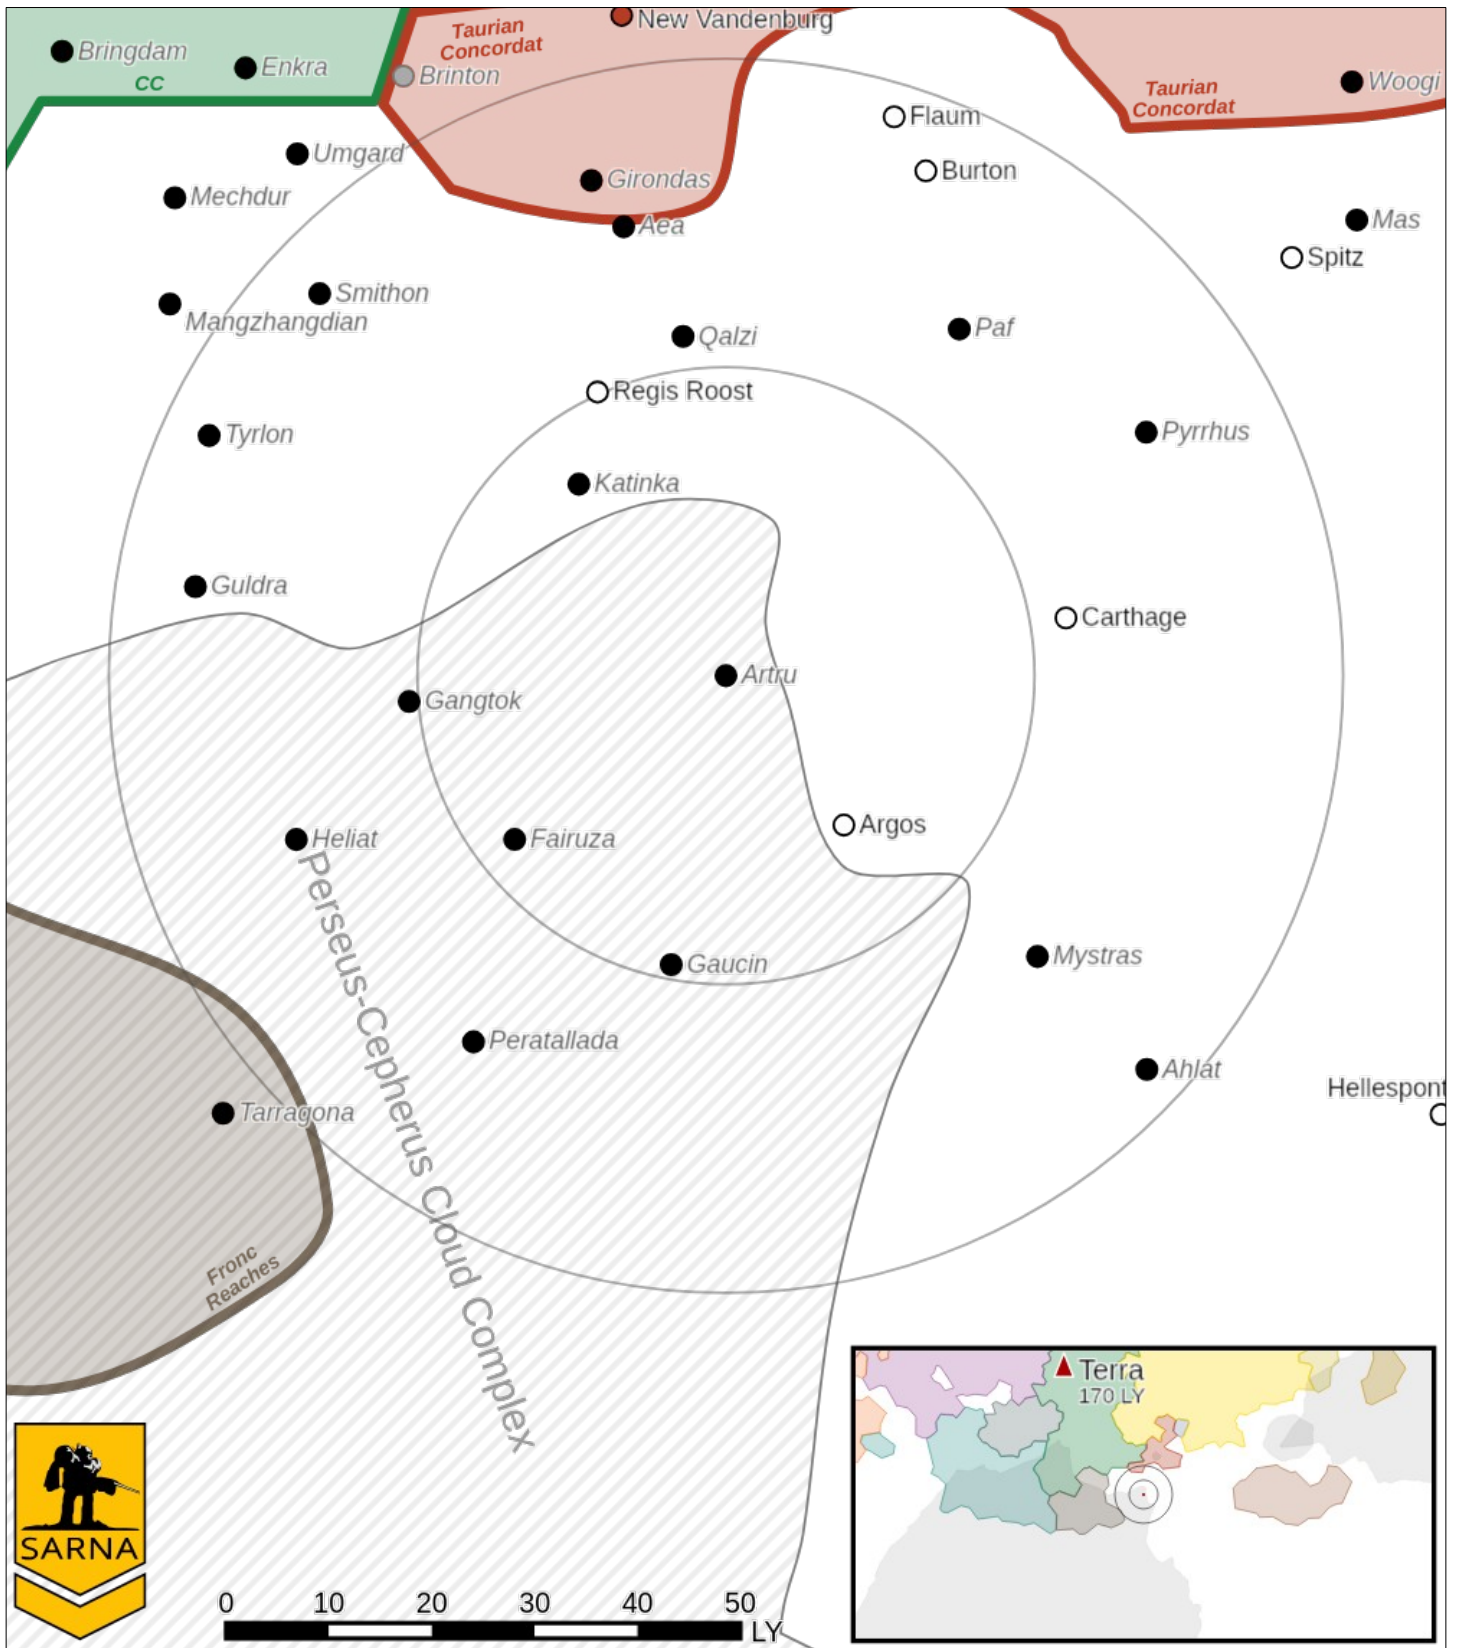 New Vandenburg
Taurian
Concordat
Bringdam
Enkra
CC
Brinton
Woogi
Taurian
Concordat
Flaum
Umgard
Burton
Girondas
Mechdur
Aea
Mas
Spitz
Smithon
Mangzhangdian
Qalzi
Paf
Regis Roost
Tyrlon
Pyrrhus
Katinka
Guldra
Carthage
Artru
Gangtok
Argos
Heliat
Fairuza
Perseus-Cepherus Cloud Complex
Gaucin
Mystras
Peratallada
Ahlat
Hellespont
Tarragona
Fronc
Reaches
Terra
170 LY
SARNA
0 10 20 30 40 50
LY